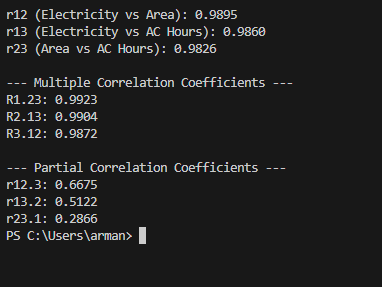 r12 (Electricity vs Area): 0.9895
r13 (Electricity vs AC Hours): 0.9860
r23 (Area vs AC Hours): 0.9826
--- Multiple Correlation Coefficients ---
R1.23: 0.9923
R2.13: 0.9904
R3.12: 0.9872
--- Partial Correlation Coefficients ---
r12.3: 0.6675
r13.2: 0.5122
r23.1: 0.2866
PS C:\Users\arman>